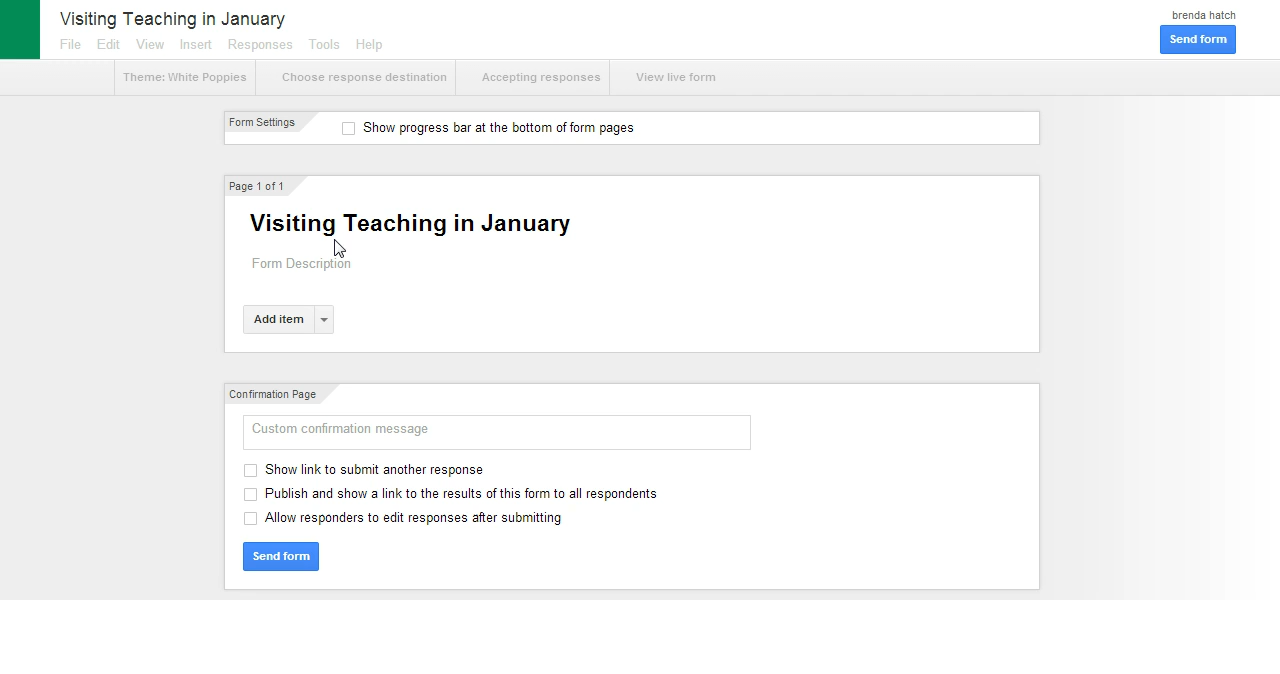 Visiting Teaching in January
brenda hatch
File Edit View Insert Responses Tools Help
Send form
Theme: White Poppies Choose response destination Accepting responses View live form
Form Settings
Show progress bar at the bottom of form pages
Page 1 of 1
Visiting Teaching in January
Form Description
Add item
Confirmation Page
Custom confirmation message
Show link to submit another response
Publish and show a link to the results of this form to all respondents
Allow responders to edit responses after submitting
Send form